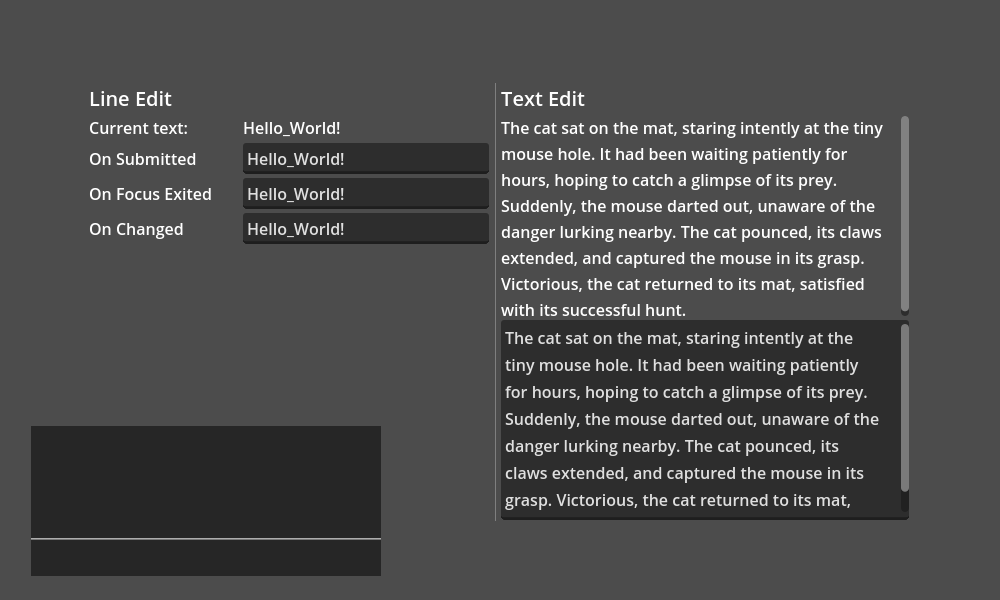 Line Edit
Current text: Hello_World!
On Submitted Hello_World!
On Focus Exited Hello_World!
On Changed Hello_World!
Text Edit
The cat sat on the mat, staring intently at the tiny
mouse hole. It had been waiting patiently for
hours, hoping to catch a glimpse of its prey.
Suddenly, the mouse darted out, unaware of the
danger lurking nearby. The cat pounced, its claws
extended, and captured the mouse in its grasp.
Victorious, the cat returned to its mat, satisfied
with its successful hunt.
The cat sat on the mat, staring intently at the
tiny mouse hole. It had been waiting patiently
for hours, hoping to catch a glimpse of its prey.
Suddenly, the mouse darted out, unaware of the
danger lurking nearby. The cat pounced, its
claws extended, and captured the mouse in its
grasp. Victorious, the cat returned to its mat,